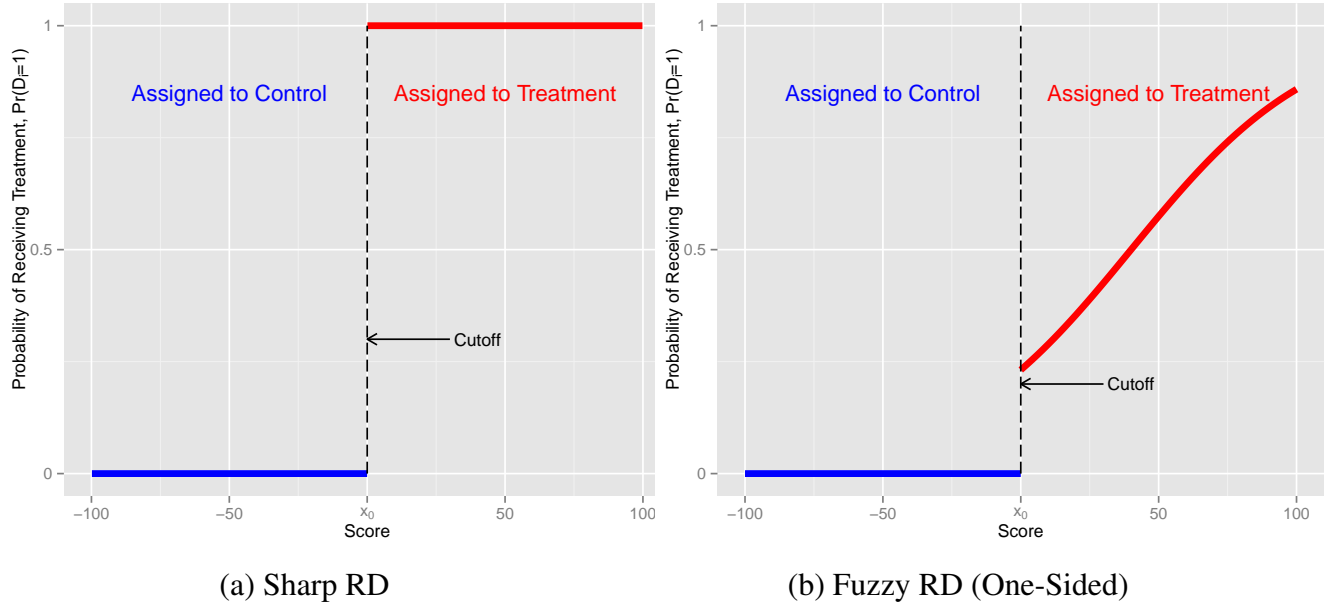 Probability of Receiving Treatment, Pr(Dᵢ=1)
1
0.5
0
Assigned to Control
Assigned to Treatment
Cutoff
−100
−50
x₀
50
100
Score
(a) Sharp RD
Probability of Receiving Treatment, Pr(Dᵢ=1)
1
0.5
0
Assigned to Control
Assigned to Treatment
Cutoff
−100
−50
x₀
50
100
Score
(b) Fuzzy RD (One-Sided)